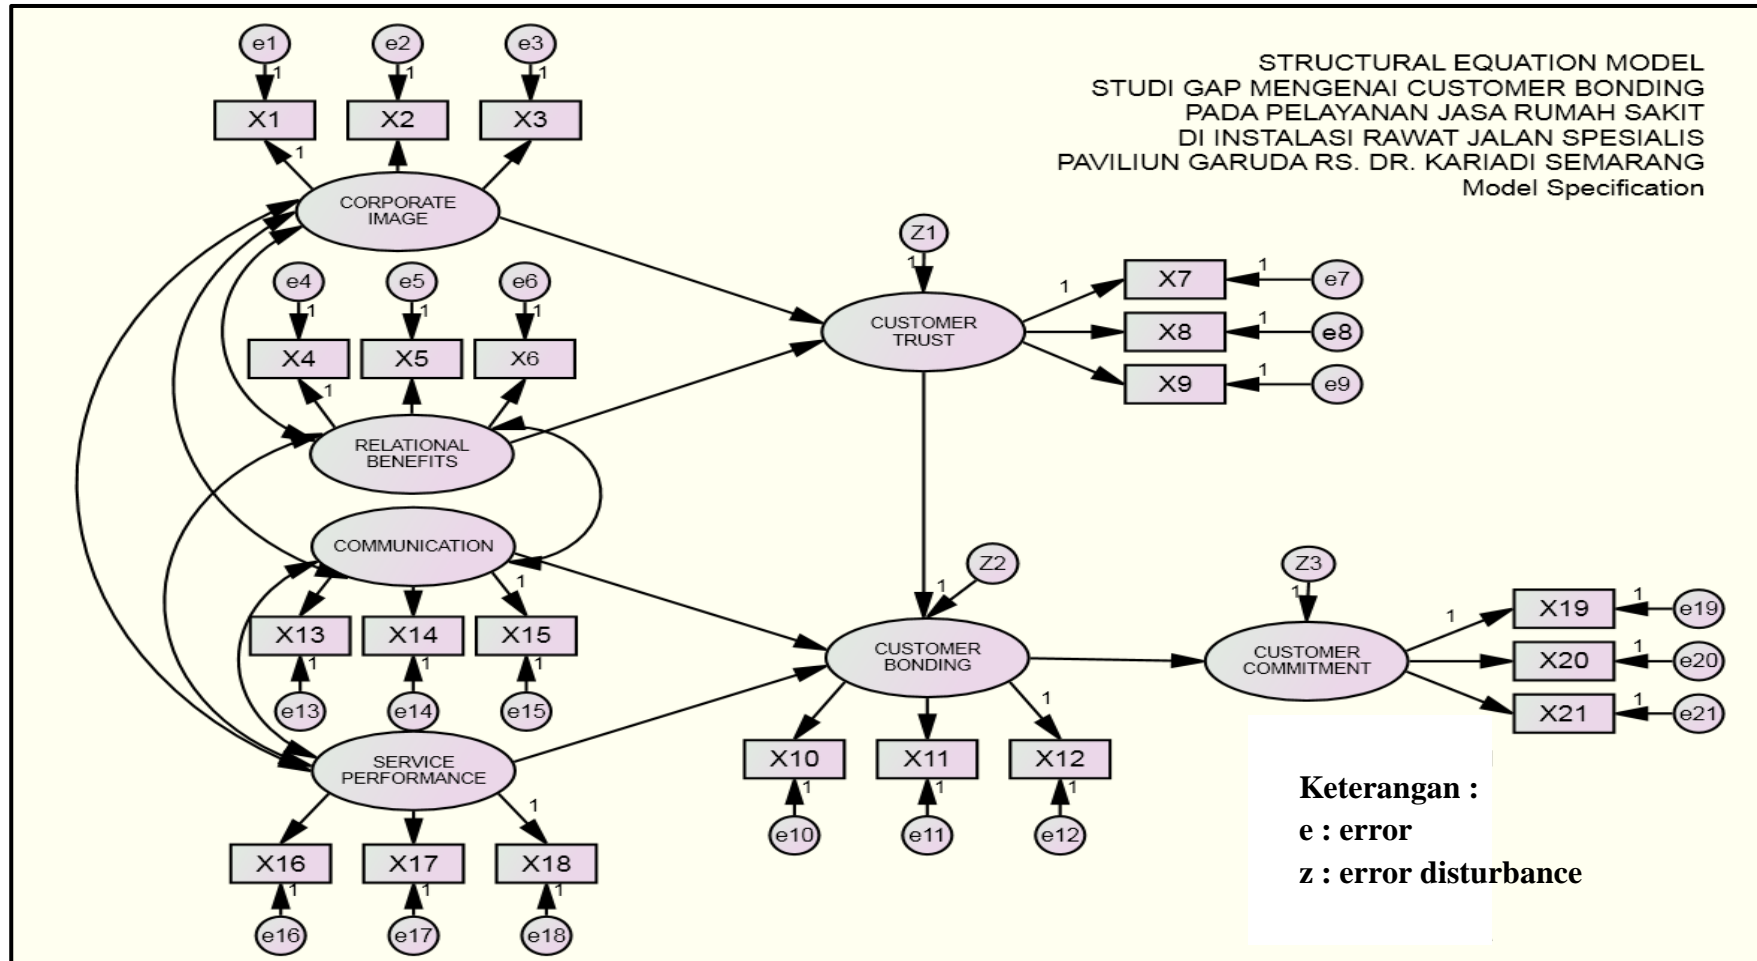 e1
e2
e3
1
1
1
X1
X2
X3
1
CORPORATE
IMAGE
STRUCTURAL EQUATION MODEL
STUDI GAP MENGENAI CUSTOMER BONDING
PADA PELAYANAN JASA RUMAH SAKIT
DI INSTALASI RAWAT JALAN SPESIALIS
PAVILIUN GARUDA RS. DR. KARIADI SEMARANG
Model Specification
e4
e5
e6
1
1
1
X4
X5
X6
1
RELATIONAL
BENEFITS
Z1
1
CUSTOMER
TRUST
1
X7
1
e7
X8
1
e8
X9
1
e9
COMMUNICATION
1
X13
X14
X15
1
1
1
e13
e14
e15
SERVICE
PERFORMANCE
1
X16
X17
X18
1
1
1
e16
e17
e18
Z2
1
CUSTOMER
BONDING
1
X10
X11
X12
1
1
1
e10
e11
e12
Z3
1
CUSTOMER
COMMITMENT
1
X19
1
e19
X20
1
e20
X21
1
e21
Keterangan :
e : error
z : error disturbance